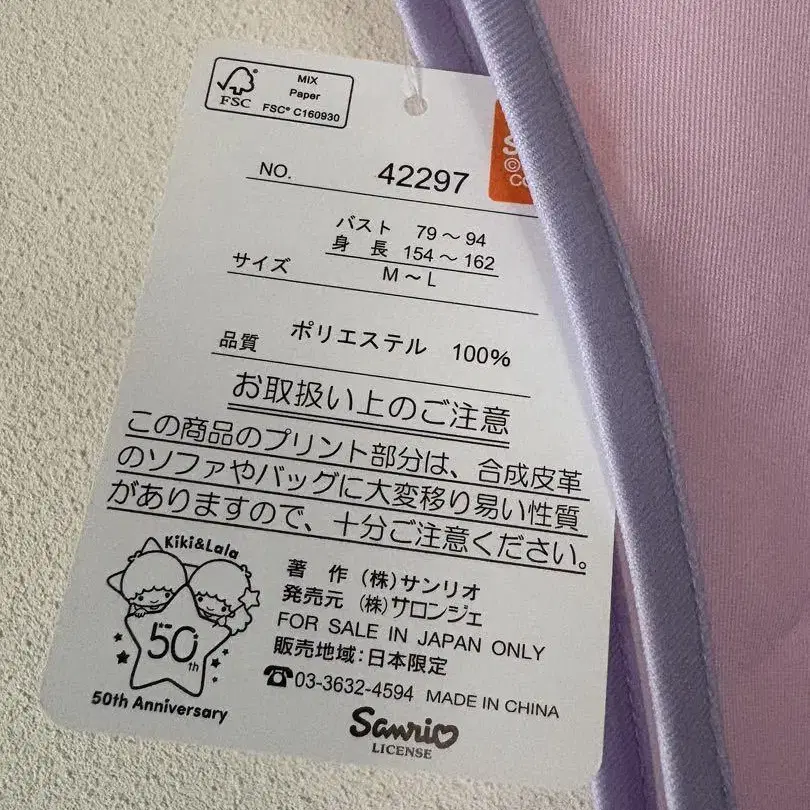 MIX
Paper
FSC
FSC® C160930
NO. 42297
バスト 79～94
身長 154～162
サイズ M～L
品質 ポリエステル 100%
お取扱い上のご注意
この商品のプリント部分は、合成皮革
のソファやバッグに大変移り易い性質
がありますので、十分ご注意ください。
Kiki&Lala
50th
50th Anniversary
著作 (株)サンリオ
発売元 (株)サロンジェ
FOR SALE IN JAPAN ONLY
販売地域:日本限定
☎03-3632-4594 MADE IN CHINA
Sanrio
LICENSE